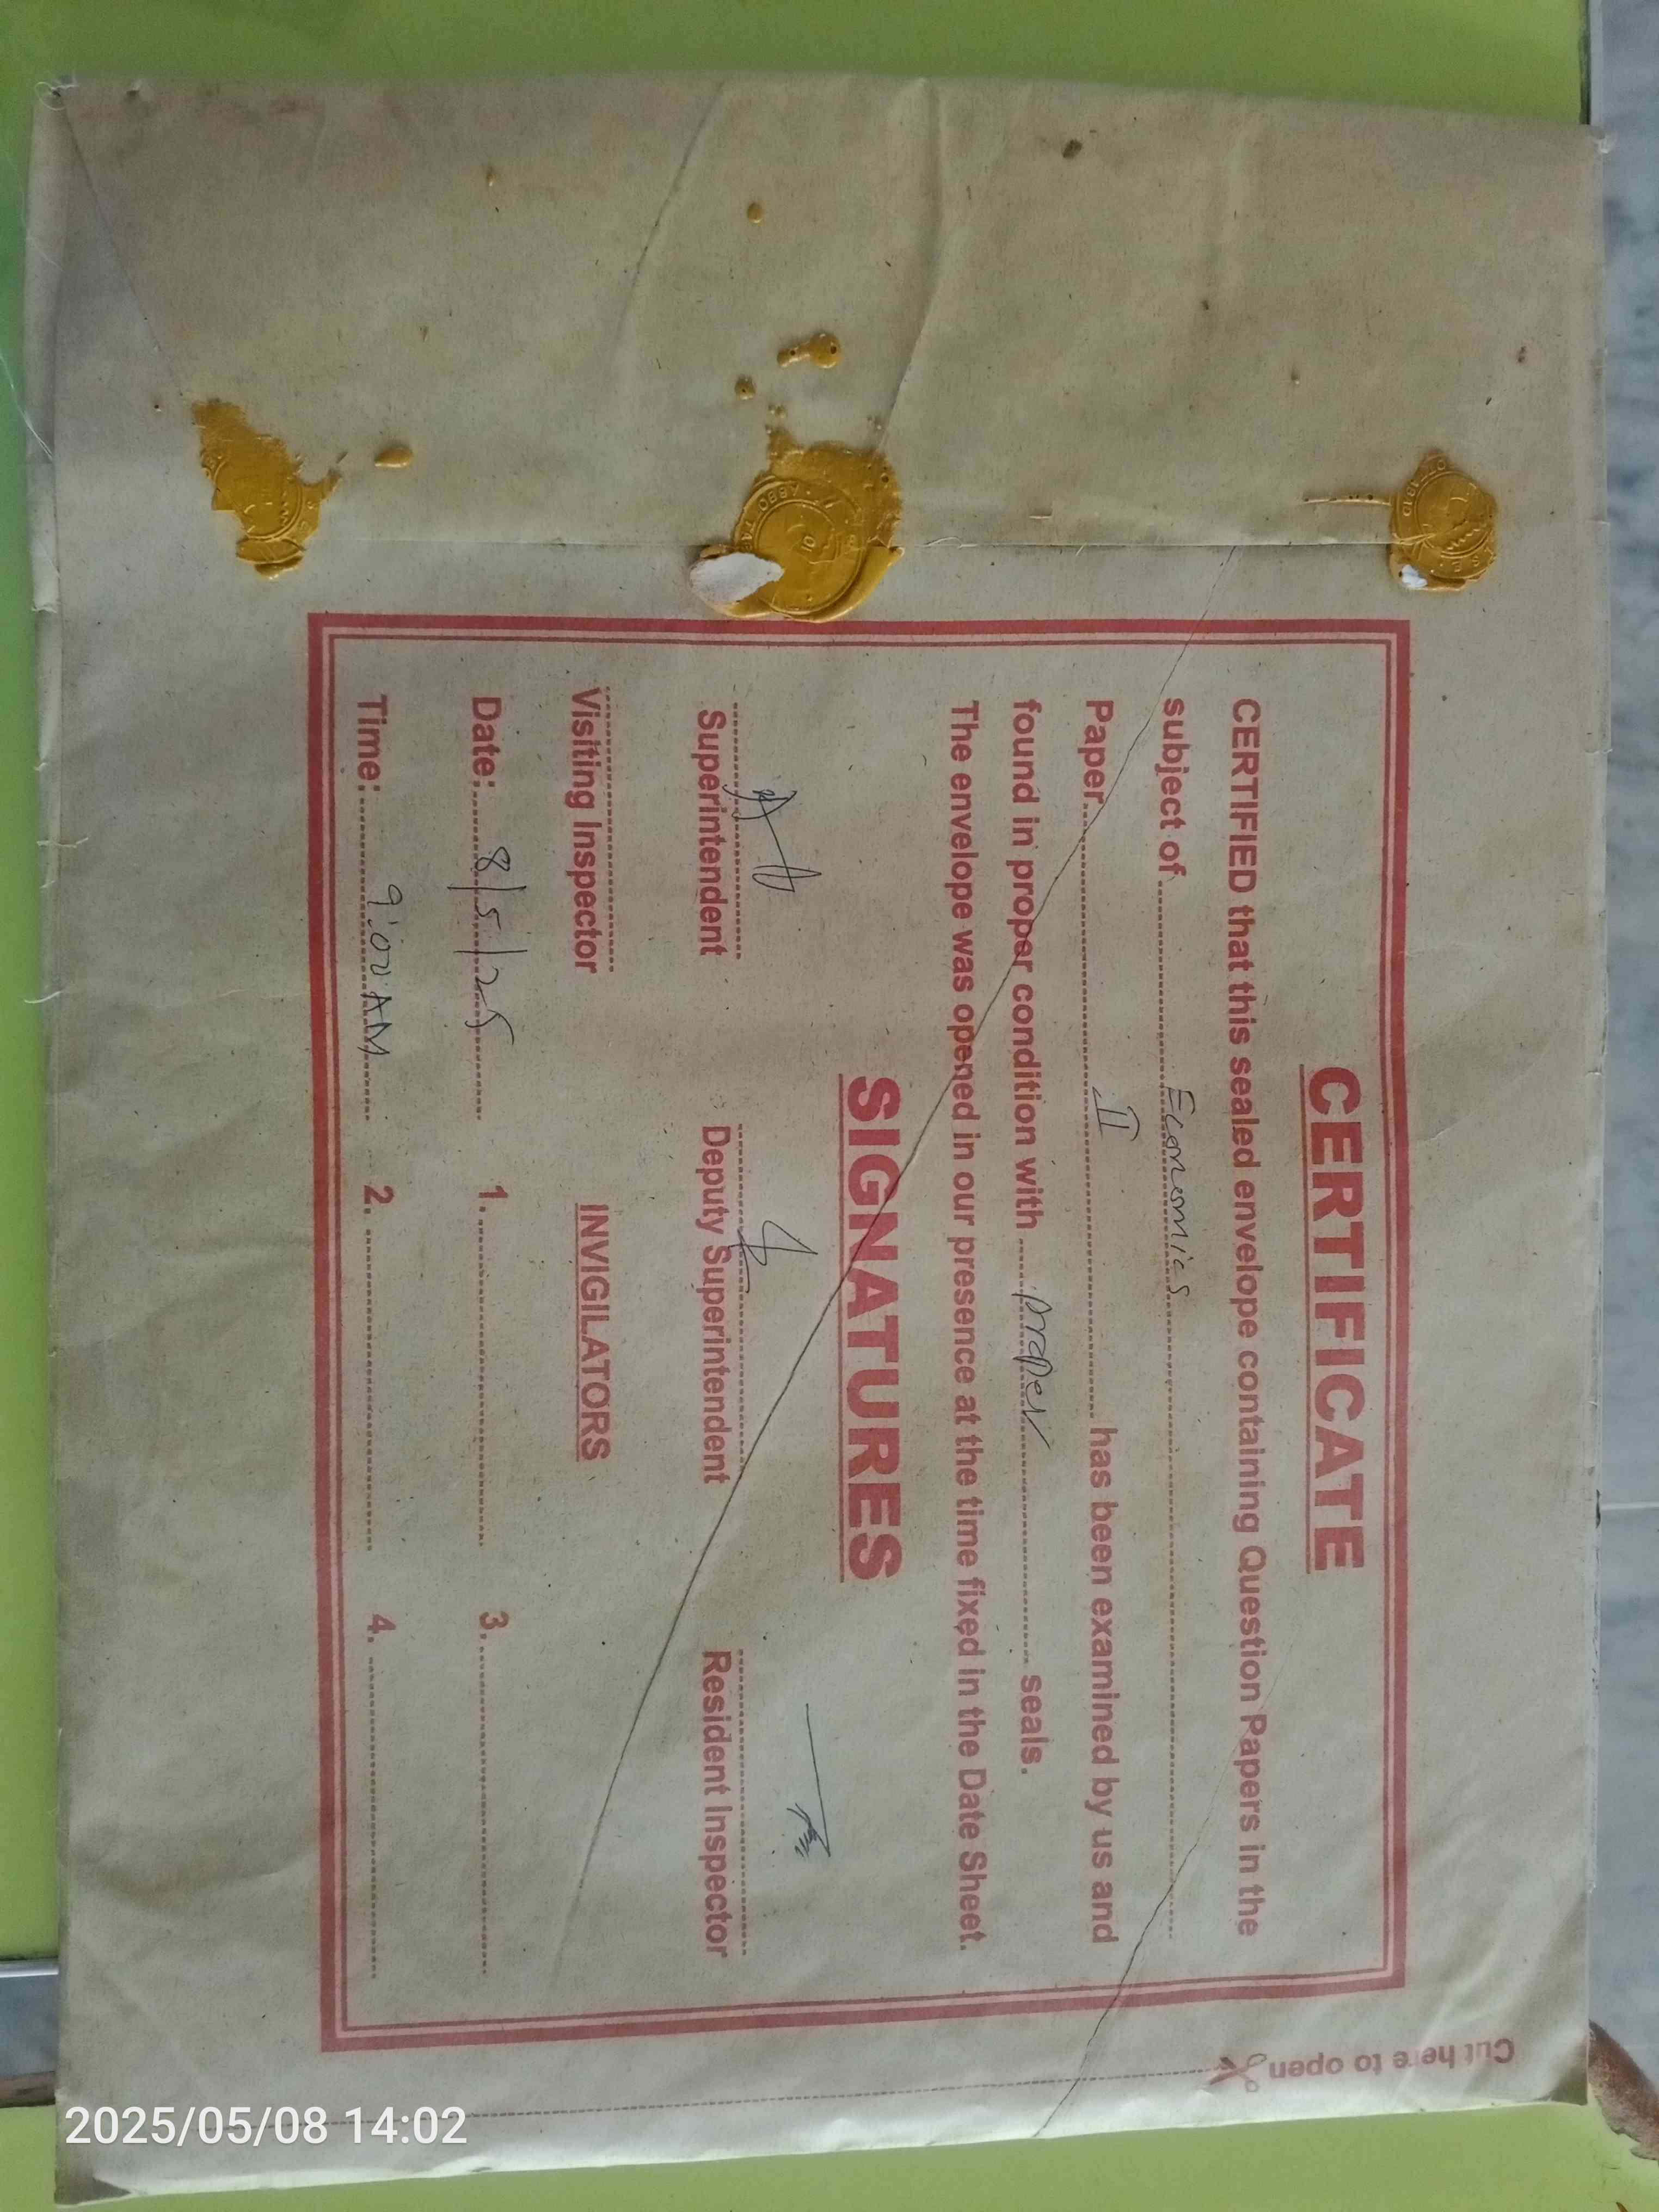 CERTIFICATE
CERTIFIED that this sealed envelope containing Question Papers in the
subject of Economics
Paper II has been examined by us and
found in proper condition with proper seals.
The envelope was opened in our presence at the time fixed in the Date Sheet.
SIGNATURES
Superintendent Deputy Superintendent Resident Inspector
Visiting Inspector INVIGILATORS
Date: 8/5/25 1. 3.
Time: 9:00 AM 2. 4.
Cut here to open
2025/05/08 14:02